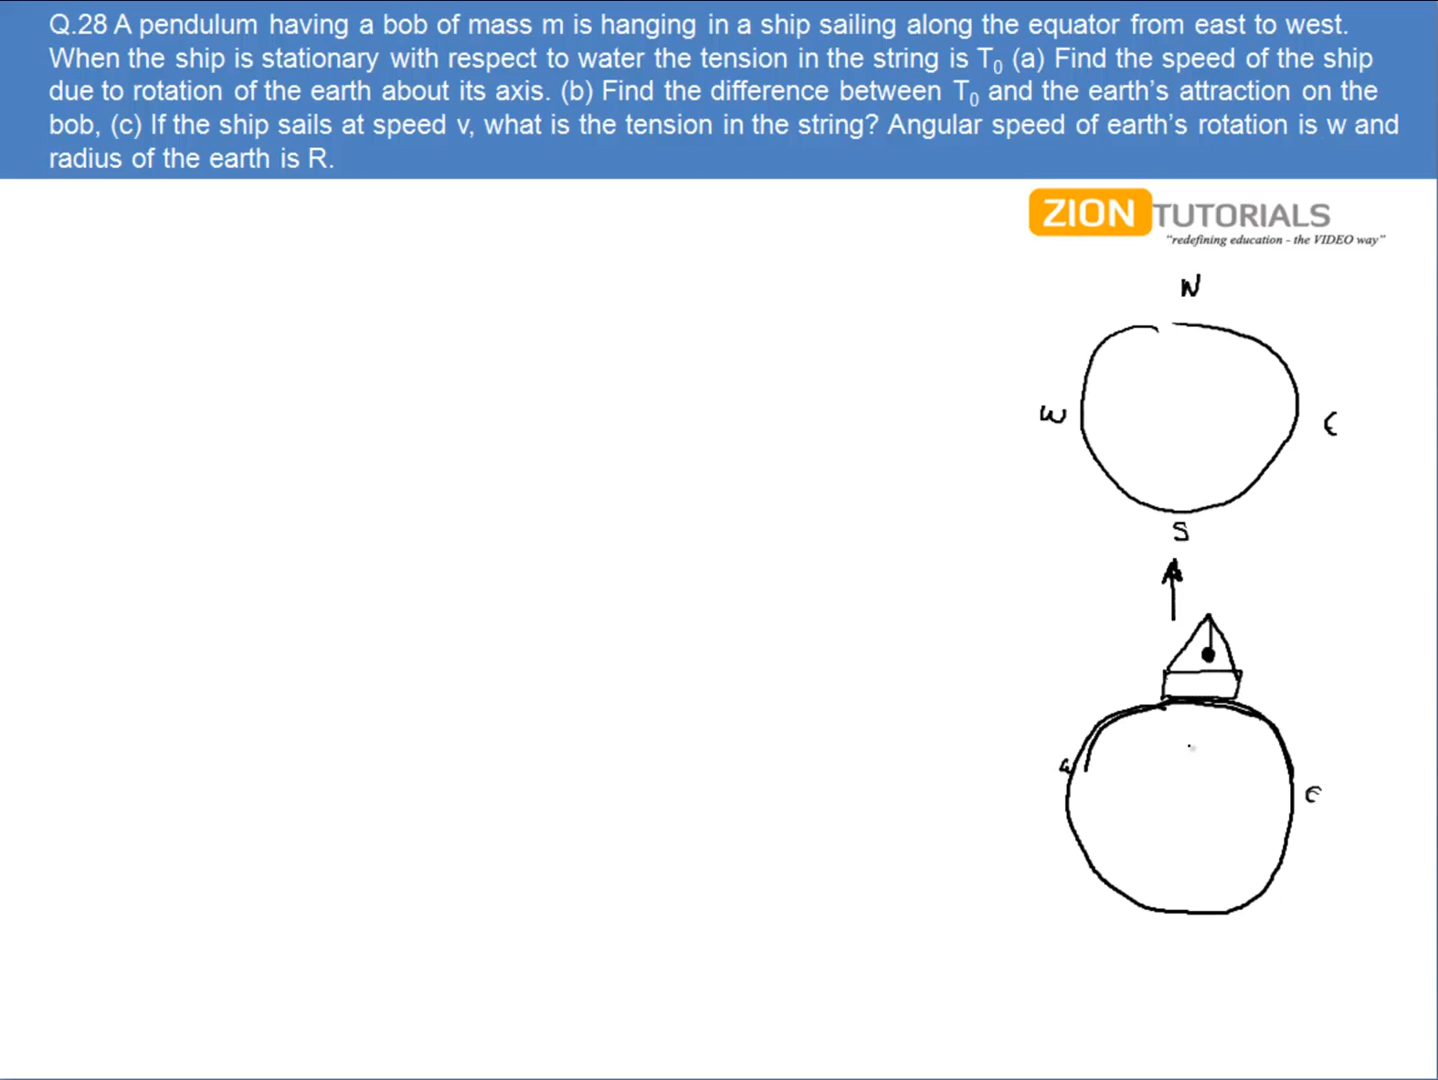 Q.28 A pendulum having a bob of mass m is hanging in a ship sailing along the equator from east to west.
When the ship is stationary with respect to water the tension in the string is T₀ (a) Find the speed of the ship
due to rotation of the earth about its axis. (b) Find the difference between T₀ and the earth's attraction on the
bob, (c) If the ship sails at speed v, what is the tension in the string? Angular speed of earth's rotation is w and
radius of the earth is R.
ZION TUTORIALS
"redefining education - the VIDEO way"
N
W E
S
E